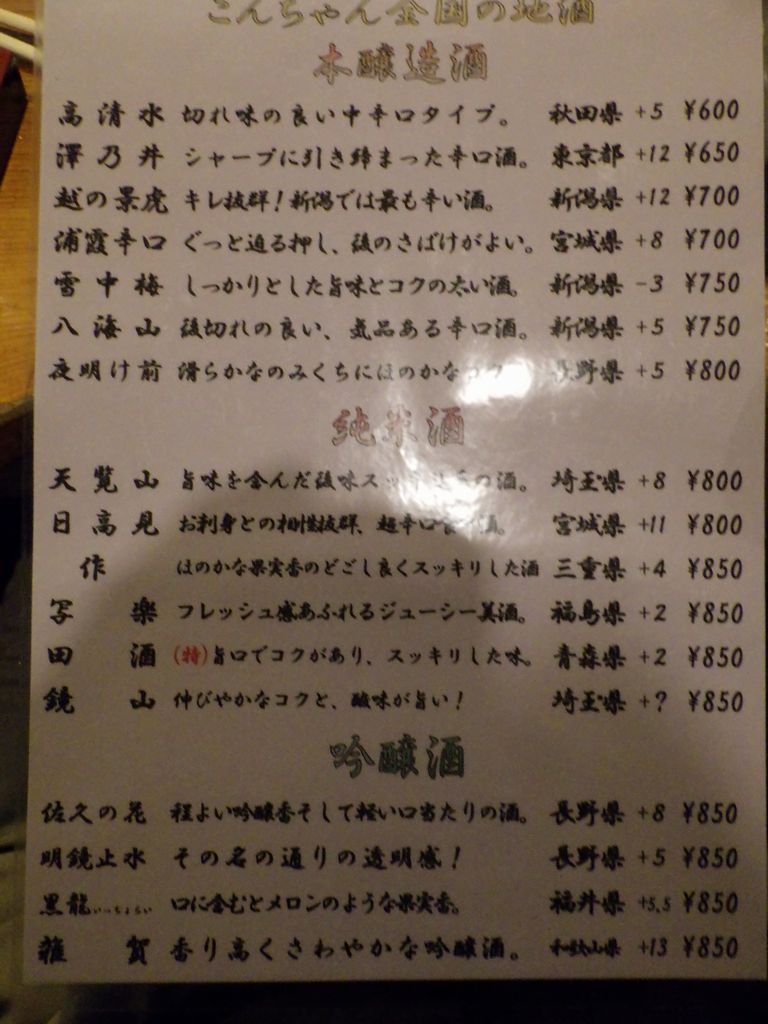 こんちゃん全国の地酒
本醸造酒
高清水 切れ味の良い中辛口タイプ。 秋田県 +5 ¥600
澤乃井 シャープに引き締まった辛口酒。 東京都 +12 ¥650
越の景虎 キレ抜群！新潟では最も辛い酒。 新潟県 +12 ¥700
浦霞辛口 ぐっと迫る押し、後のさばけがよい。 宮城県 +8 ¥700
雪中梅 しっかりとした旨味とコクの太い酒。 新潟県 -3 ¥750
八海山 後切れの良い、気品ある辛口酒。 新潟県 +5 ¥750
夜明け前 滑らかなのみくちにほのかな 長野県 +5 ¥800
純米酒
天覧山 旨味を含んだ後味 の酒。 埼玉県 +8 ¥800
日高見 お刺身との相性抜群、超辛口 宮城県 +11 ¥800
作 ほのかな果実香のどごし良くスッキリした酒 三重県 +4 ¥850
写楽 フレッシュ感あふれるジューシー美酒。 福島県 +2 ¥850
田酒 (特)旨口でコクがあり、スッキリした味。 青森県 +2 ¥850
鏡山 伸びやかなコクと、酸味が旨い！ 埼玉県 +? ¥850
吟醸酒
佐久の花 程よい吟醸香そして軽い口当たりの酒。 長野県 +8 ¥850
明鏡止水 その名の通りの透明感！ 長野県 +5 ¥850
黒龍いっちょらい 口に含むとメロンのような果実香。 福井県 +5.5 ¥850
雑賀 香り高くさわやかな吟醸酒。 和歌山県 +13 ¥850